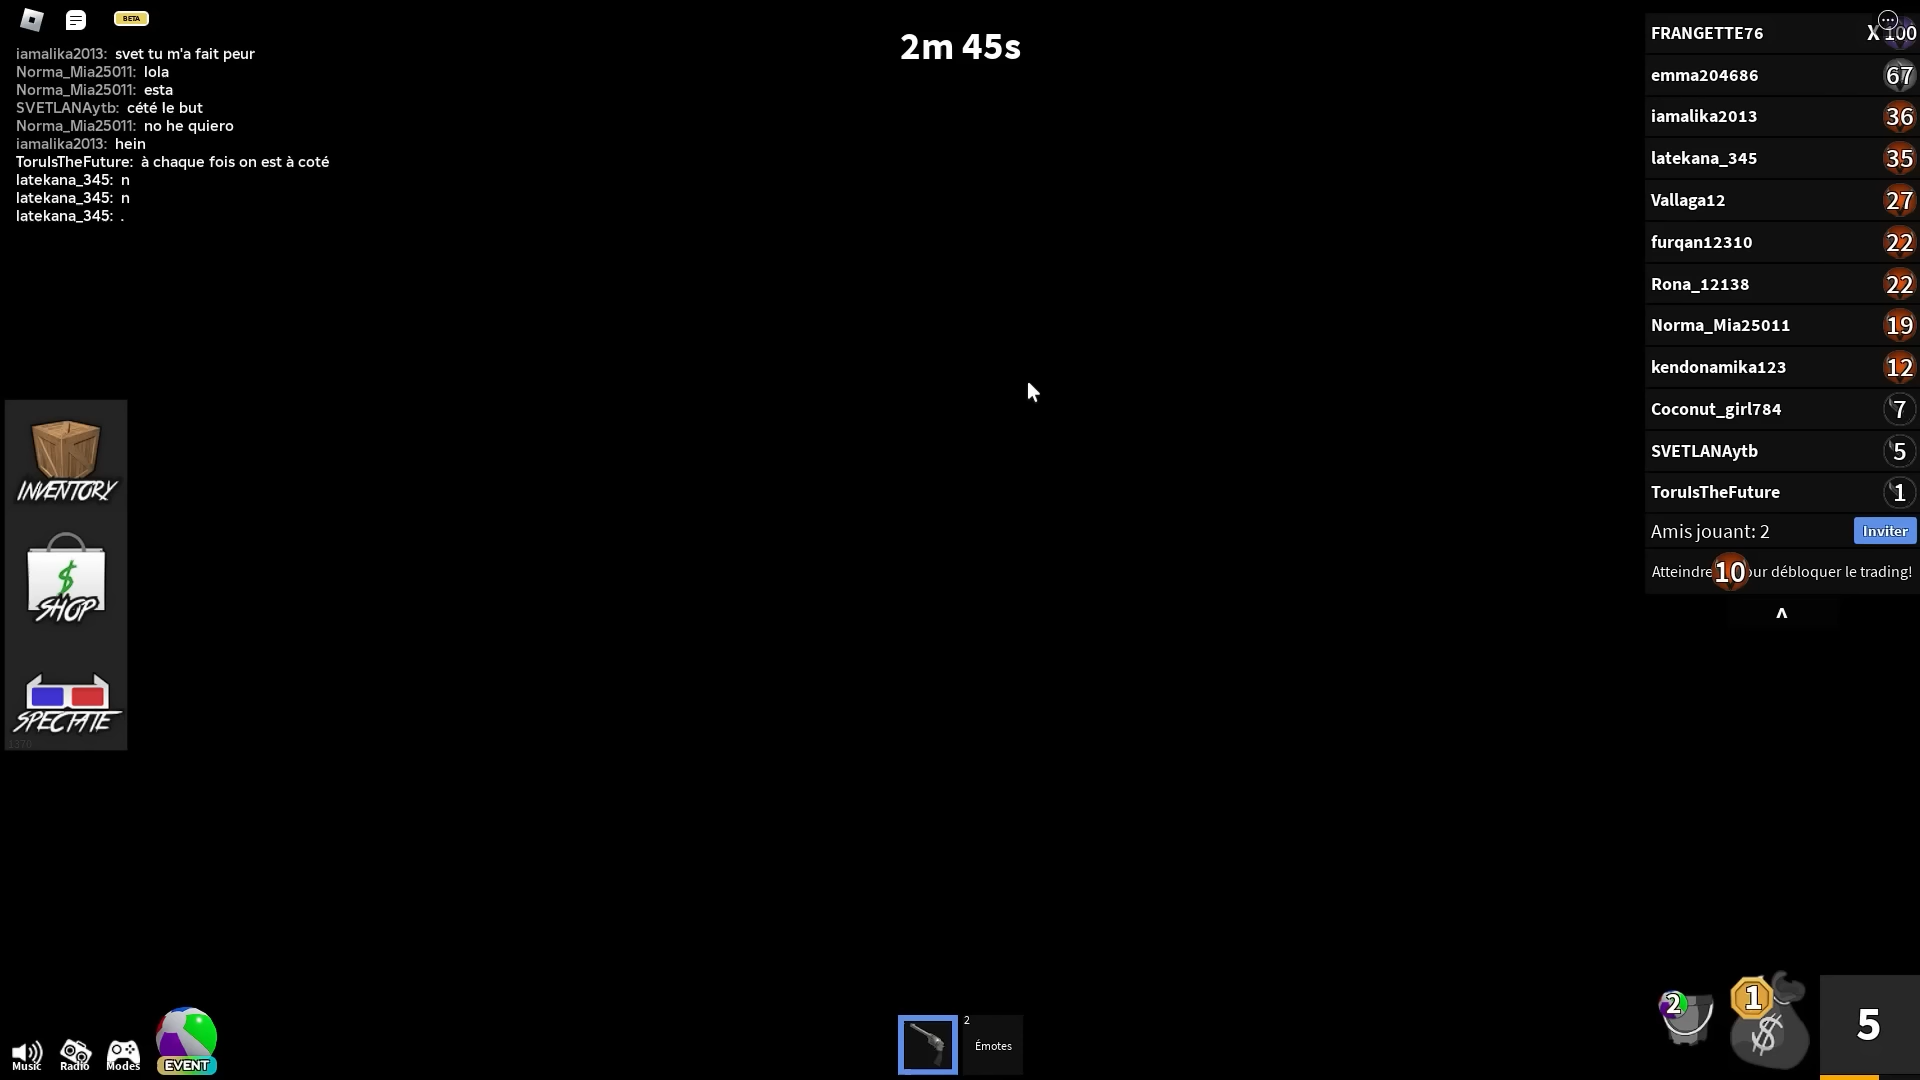 BETA
iamalika2013: svet tu m'a fait peur
Norma_Mia25011: lola
Norma_Mia25011: esta
SVETLANAytb: cété le but
Norma_Mia25011: no he quiero
iamalika2013: hein
ToruIsTheFuture: à chaque fois on est à coté
latekana_345: n
latekana_345: n
latekana_345: .
2m 45s
FRANGETTE76 X 100
emma204686 67
iamalika2013 36
latekana_345 35
Vallaga12 27
furqan12310 22
Rona_12138 22
Norma_Mia25011 19
kendonamika123 12
Coconut_girl784 7
SVETLANAytb 5
ToruIsTheFuture 1
Amis jouant: 2 Inviter
Atteindre 10 our débloquer le trading!
^
INVENTORY
$
SHOP
SPECTATE
1370
Music
Radio
Modes
EVENT
2
Émotes
2
1
$
5